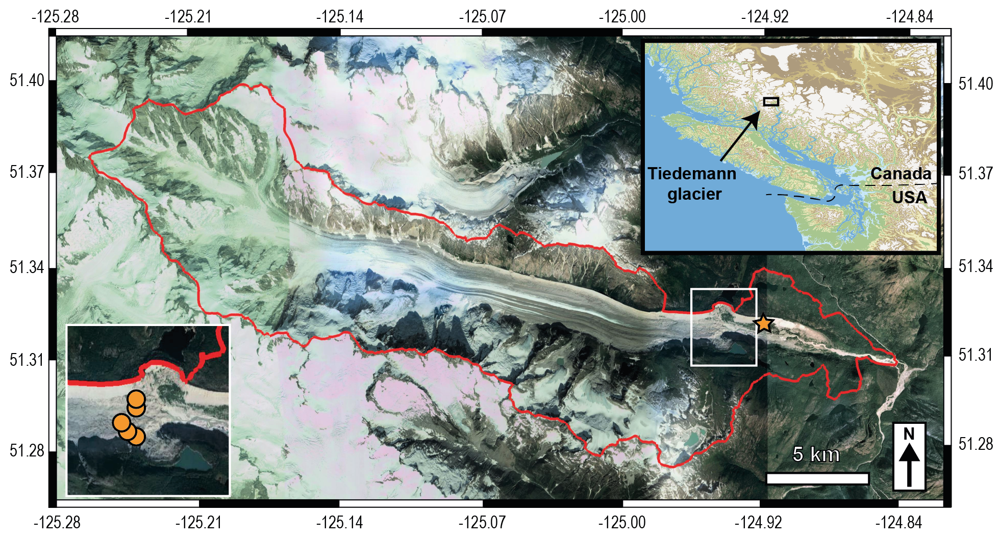 -125.28 -125.21 -125.14 -125.07 -125.00 -124.92 -124.84
51.40 51.40
51.37 51.37
Tiedemann
glacier
Canada
USA
51.34 51.34
51.31 51.31
51.28 51.28
5 km
N
-125.28 -125.21 -125.14 -125.07 -125.00 -124.92 -124.84